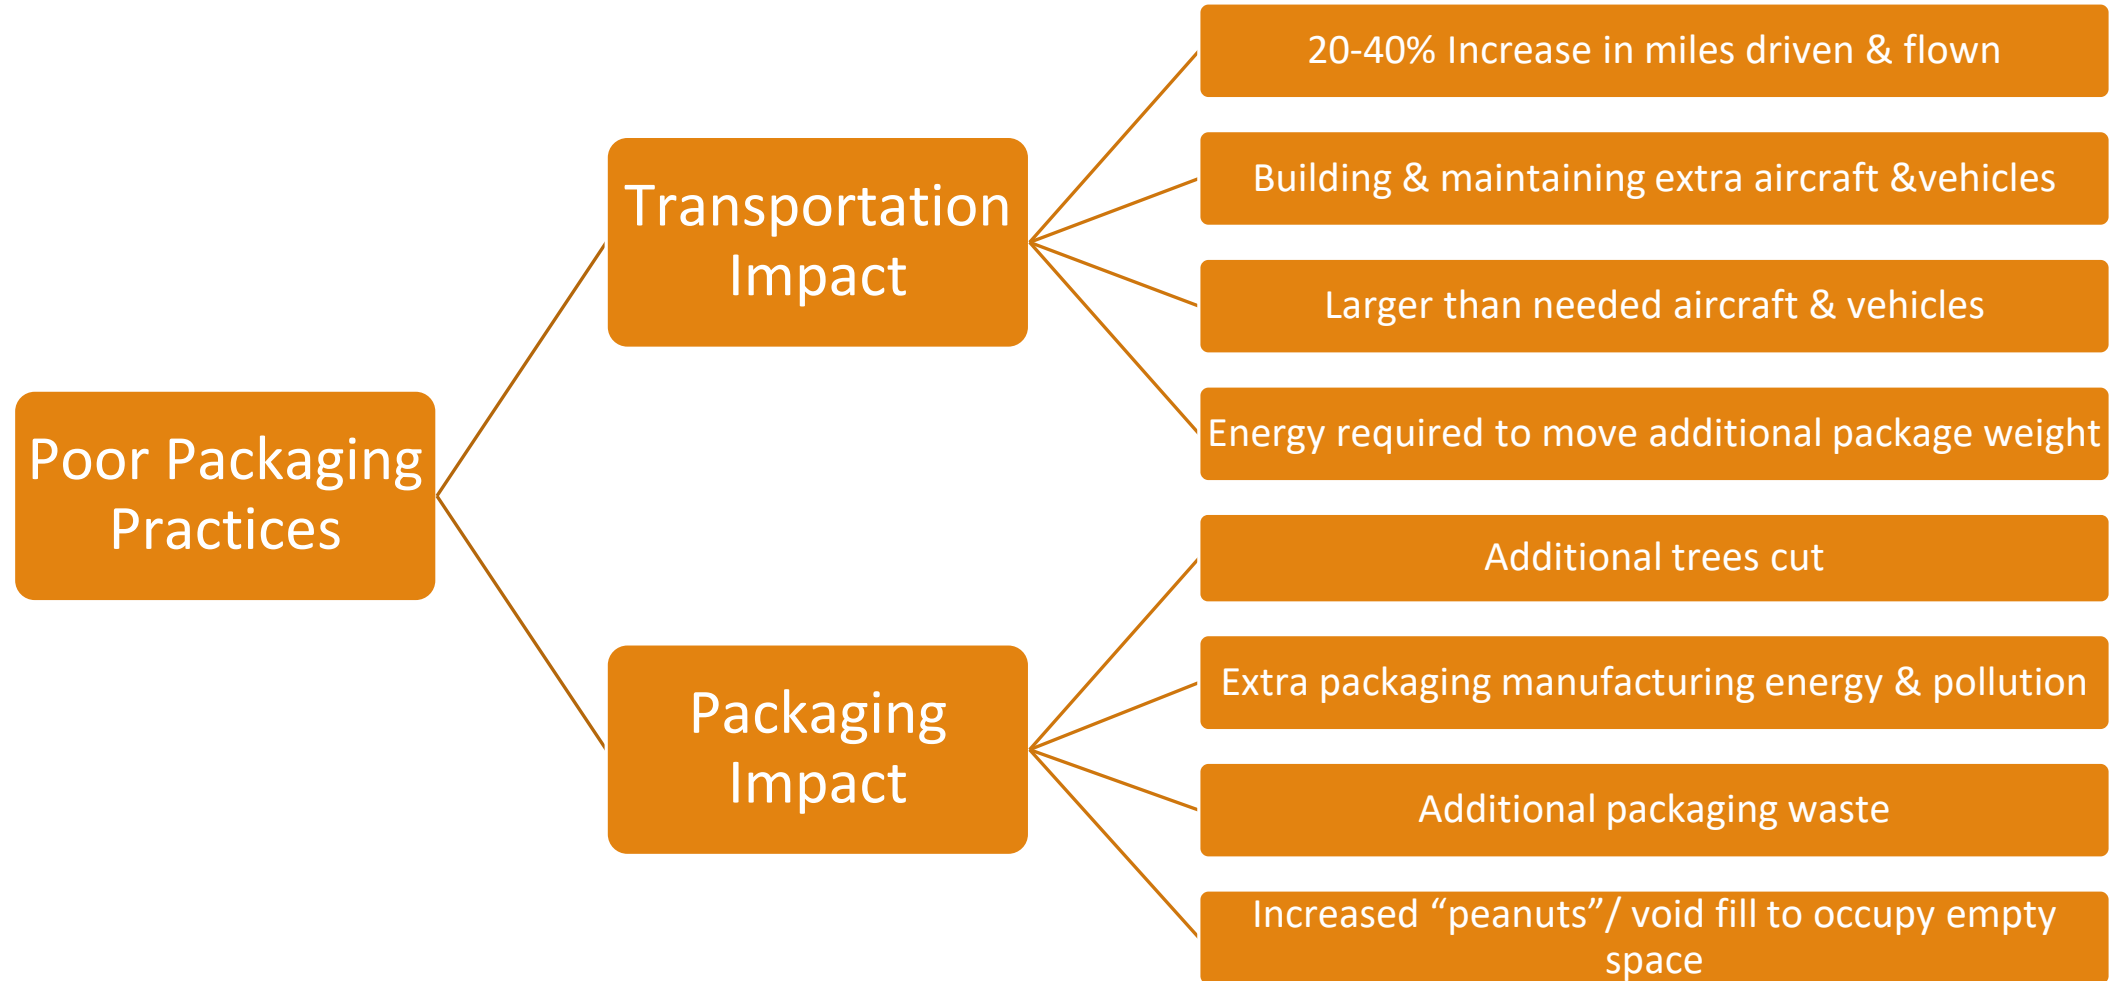 Poor Packaging
Practices
Transportation
Impact
20-40% Increase in miles driven & flown
Building & maintaining extra aircraft &vehicles
Larger than needed aircraft & vehicles
Energy required to move additional package weight
Packaging
Impact
Additional trees cut
Extra packaging manufacturing energy & pollution
Additional packaging waste
Increased “peanuts”/ void fill to occupy empty
space